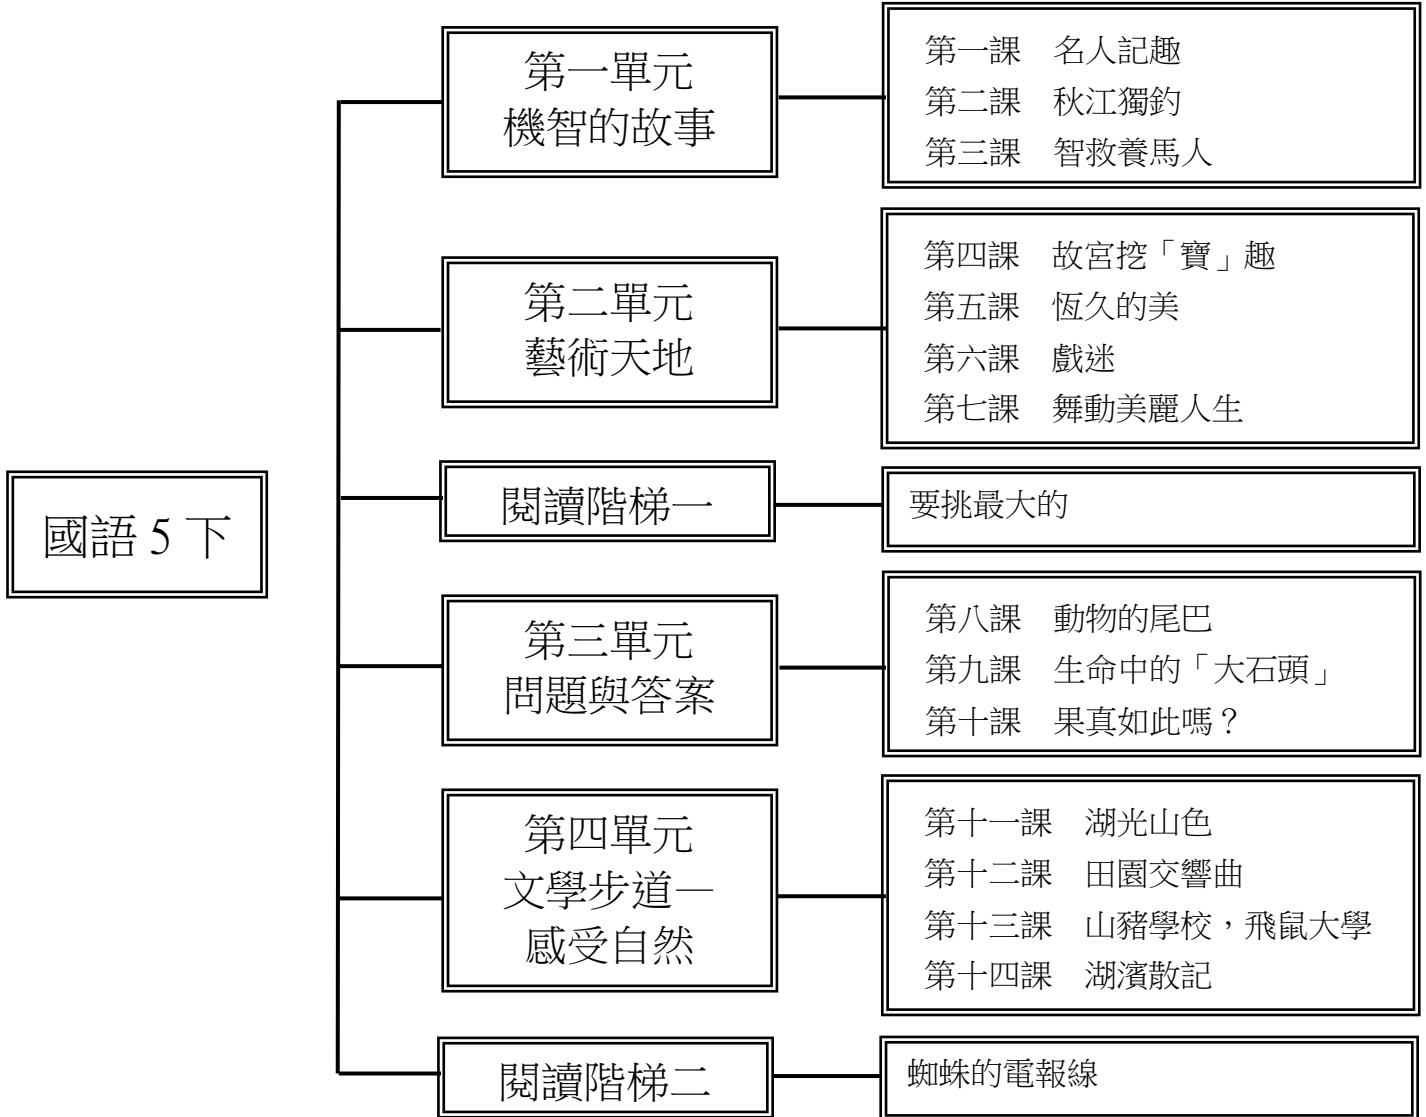 國語 5 下
第一單元
機智的故事
第一課　名人記趣
第二課　秋江獨釣
第三課　智救養馬人
第二單元
藝術天地
第四課　故宮挖「寶」趣
第五課　恆久的美
第六課　戲迷
第七課　舞動美麗人生
閱讀階梯一
要挑最大的
第三單元
問題與答案
第八課　動物的尾巴
第九課　生命中的「大石頭」
第十課　果真如此嗎？
第四單元
文學步道—
感受自然
第十一課　湖光山色
第十二課　田園交響曲
第十三課　山豬學校，飛鼠大學
第十四課　湖濱散記
閱讀階梯二
蜘蛛的電報線